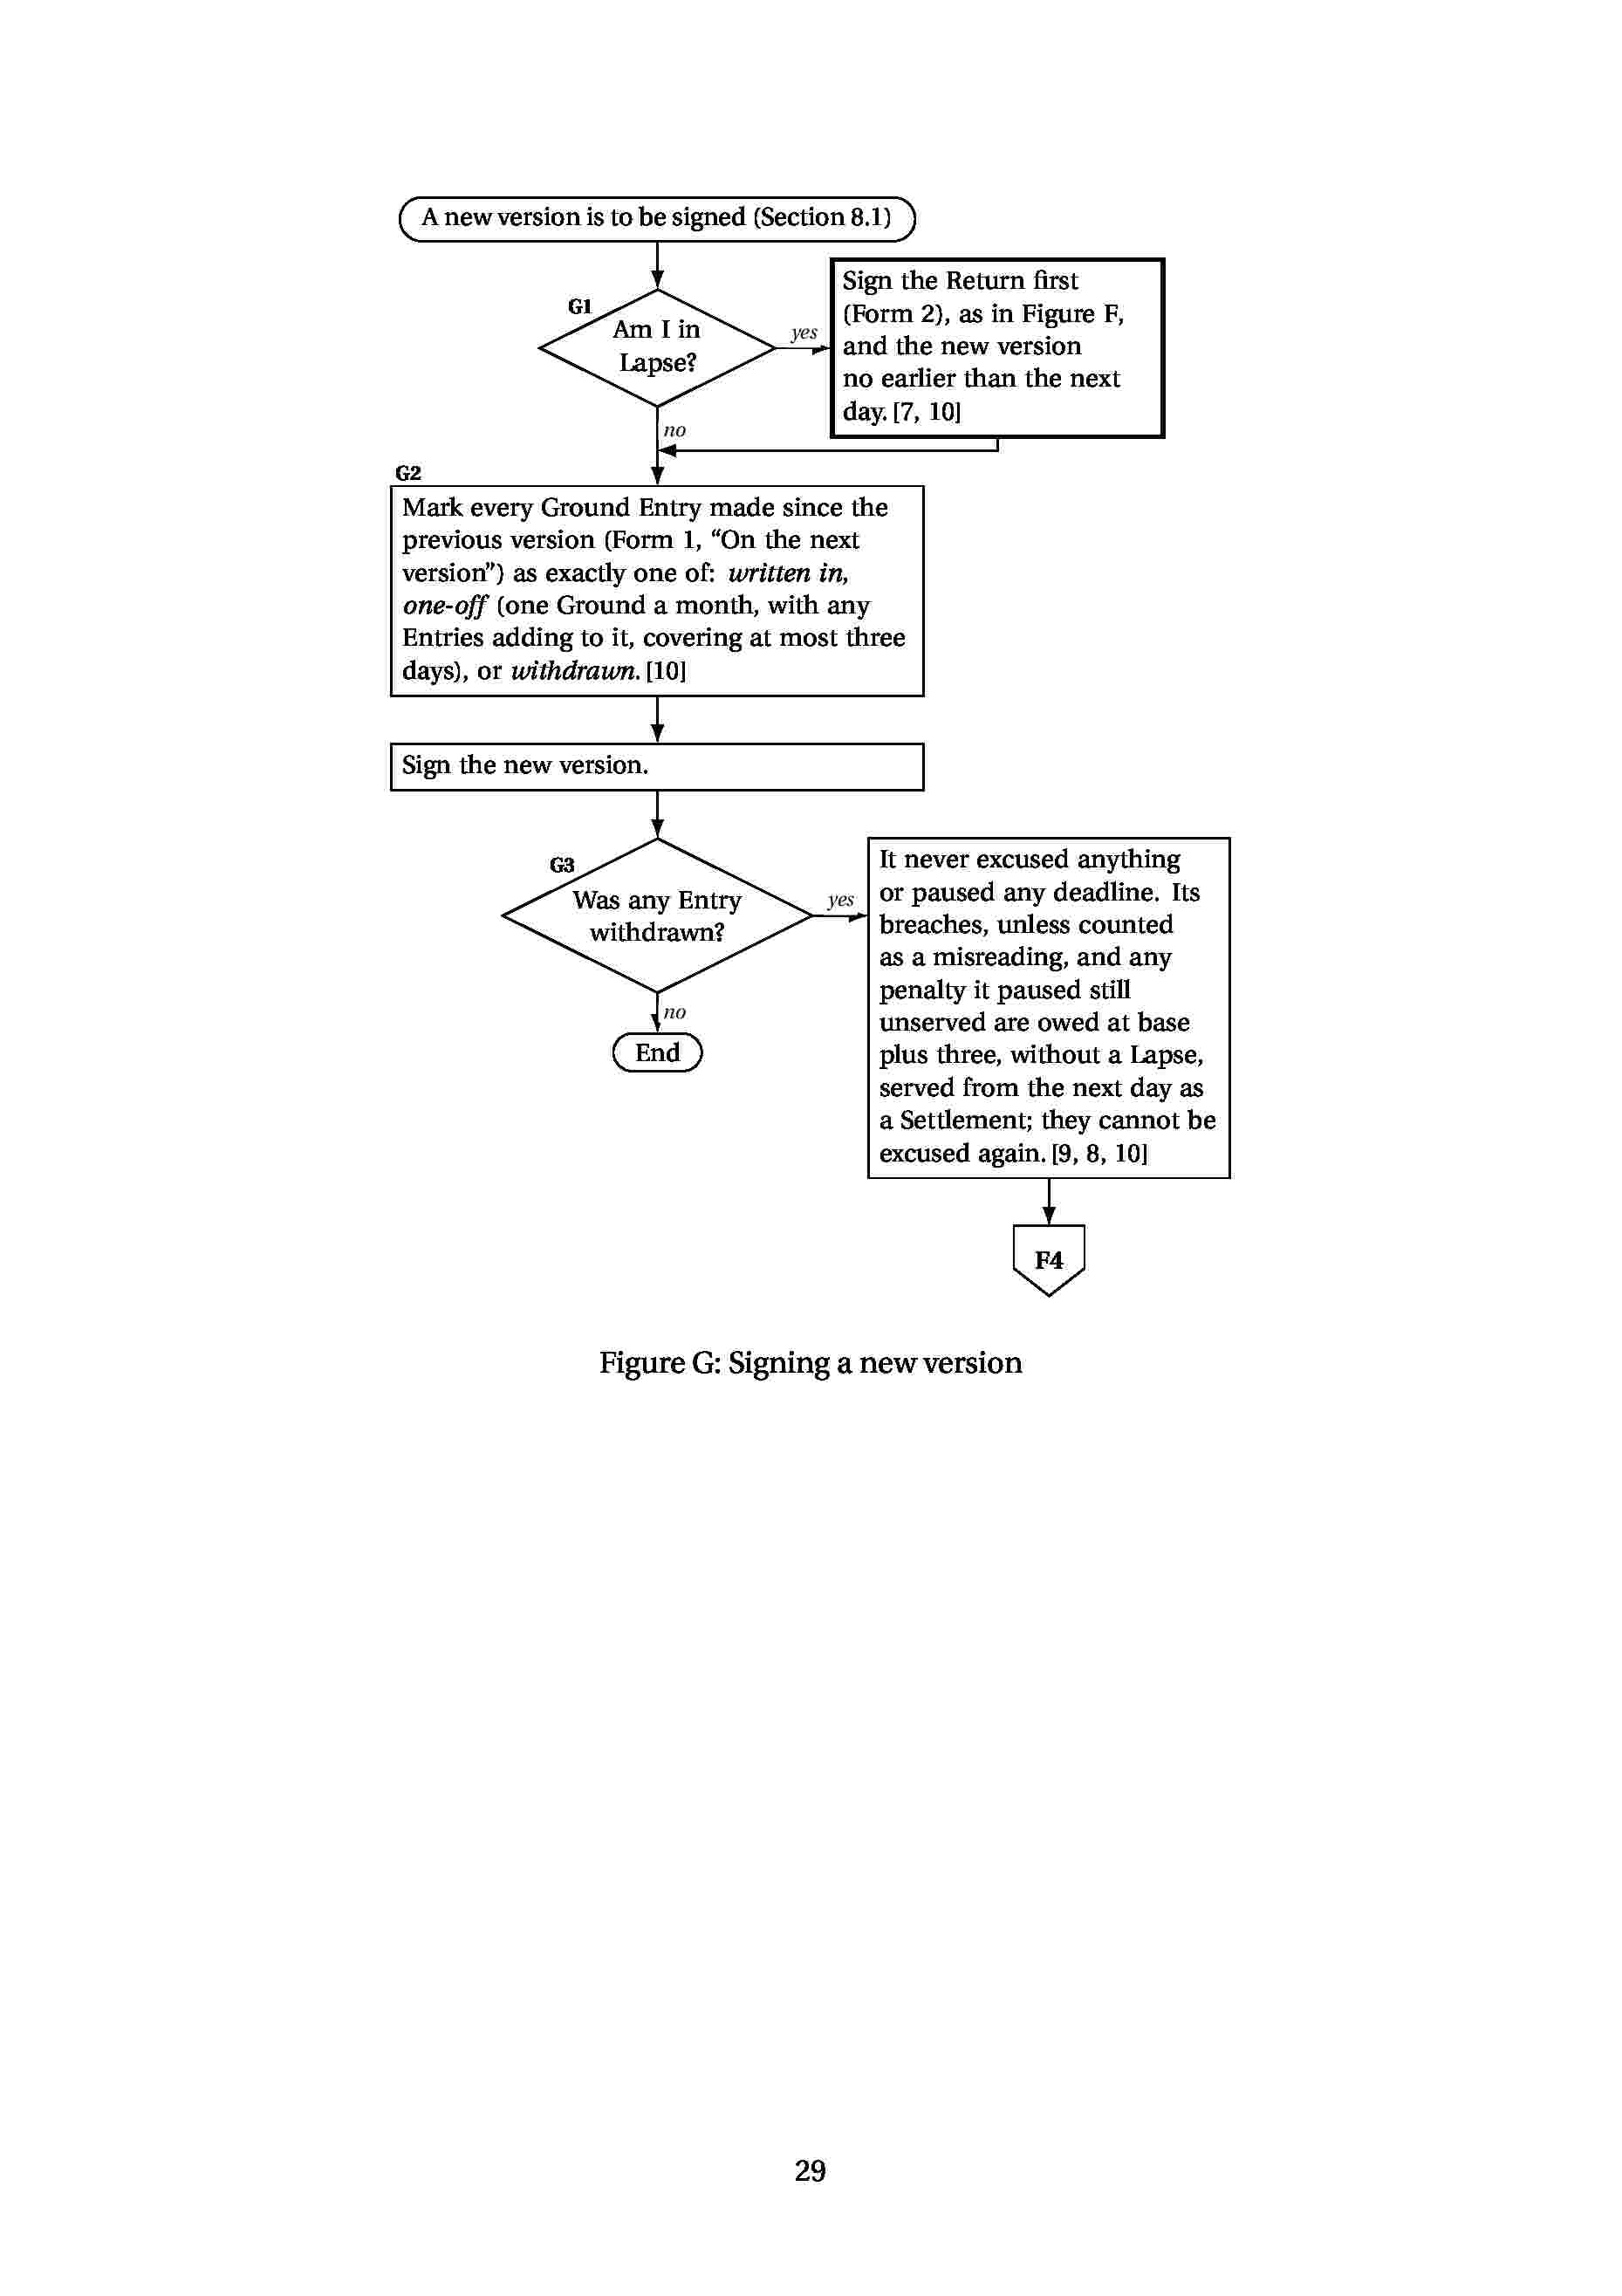 A new version is to be signed (Section 8.1)
G1
Am I in
Lapse?
yes
Sign the Return first
(Form 2), as in Figure F,
and the new version
no earlier than the next
day. [7, 10]
no
G2
Mark every Ground Entry made since the
previous version (Form 1, “On the next
version”) as exactly one of: written in,
one-off (one Ground a month, with any
Entries adding to it, covering at most three
days), or withdrawn. [10]
Sign the new version.
G3
Was any Entry
withdrawn?
yes
It never excused anything
or paused any deadline. Its
breaches, unless counted
as a misreading, and any
penalty it paused still
unserved are owed at base
plus three, without a Lapse,
served from the next day as
a Settlement; they cannot be
excused again. [9, 8, 10]
no
End
F4
Figure G: Signing a new version
29